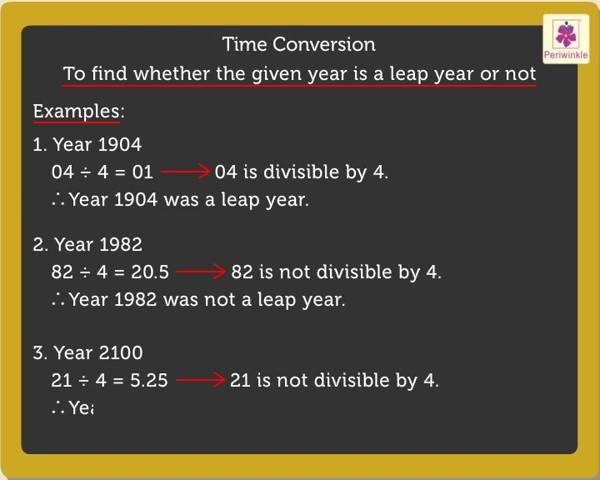 Time Conversion
Periwinkle
To find whether the given year is a leap year or not
Examples:
1. Year 1904
04 ÷ 4 = 01 → 04 is divisible by 4.
∴ Year 1904 was a leap year.
2. Year 1982
82 ÷ 4 = 20.5 → 82 is not divisible by 4.
∴ Year 1982 was not a leap year.
3. Year 2100
21 ÷ 4 = 5.25 → 21 is not divisible by 4.
∴ Yea